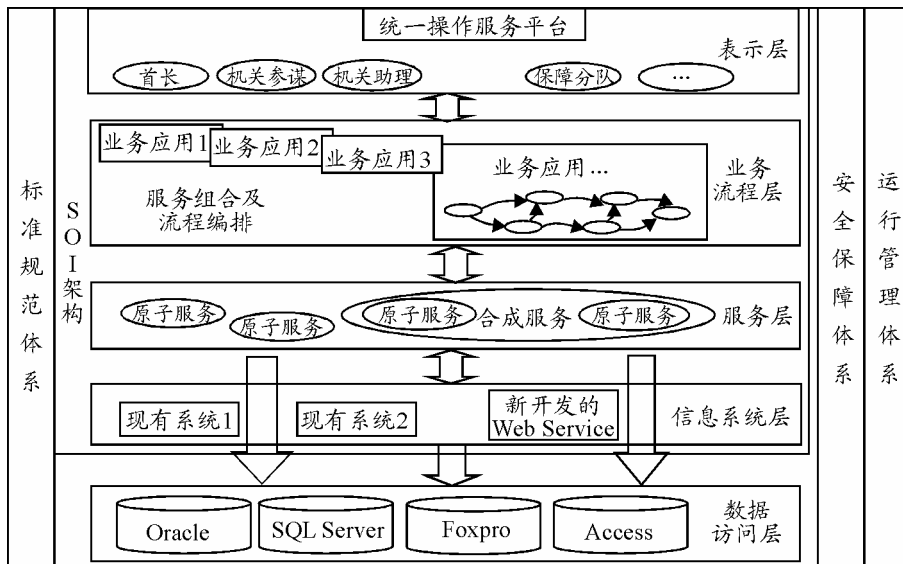 统一操作服务平台
表示层
首长
机关参谋
机关助理
保障分队
…
业务应用1
业务应用2
业务应用3
业务应用…
业务
流程层
服务组合及
流程编排
标准规范体系
SOI架构
安全保障体系
运行管理体系
原子服务
原子服务
原子服务
合成服务
原子服务
服务层
现有系统1
现有系统2
新开发的
Web Service
信息系统层
数据
访问层
Oracle
SQL Server
Foxpro
Access